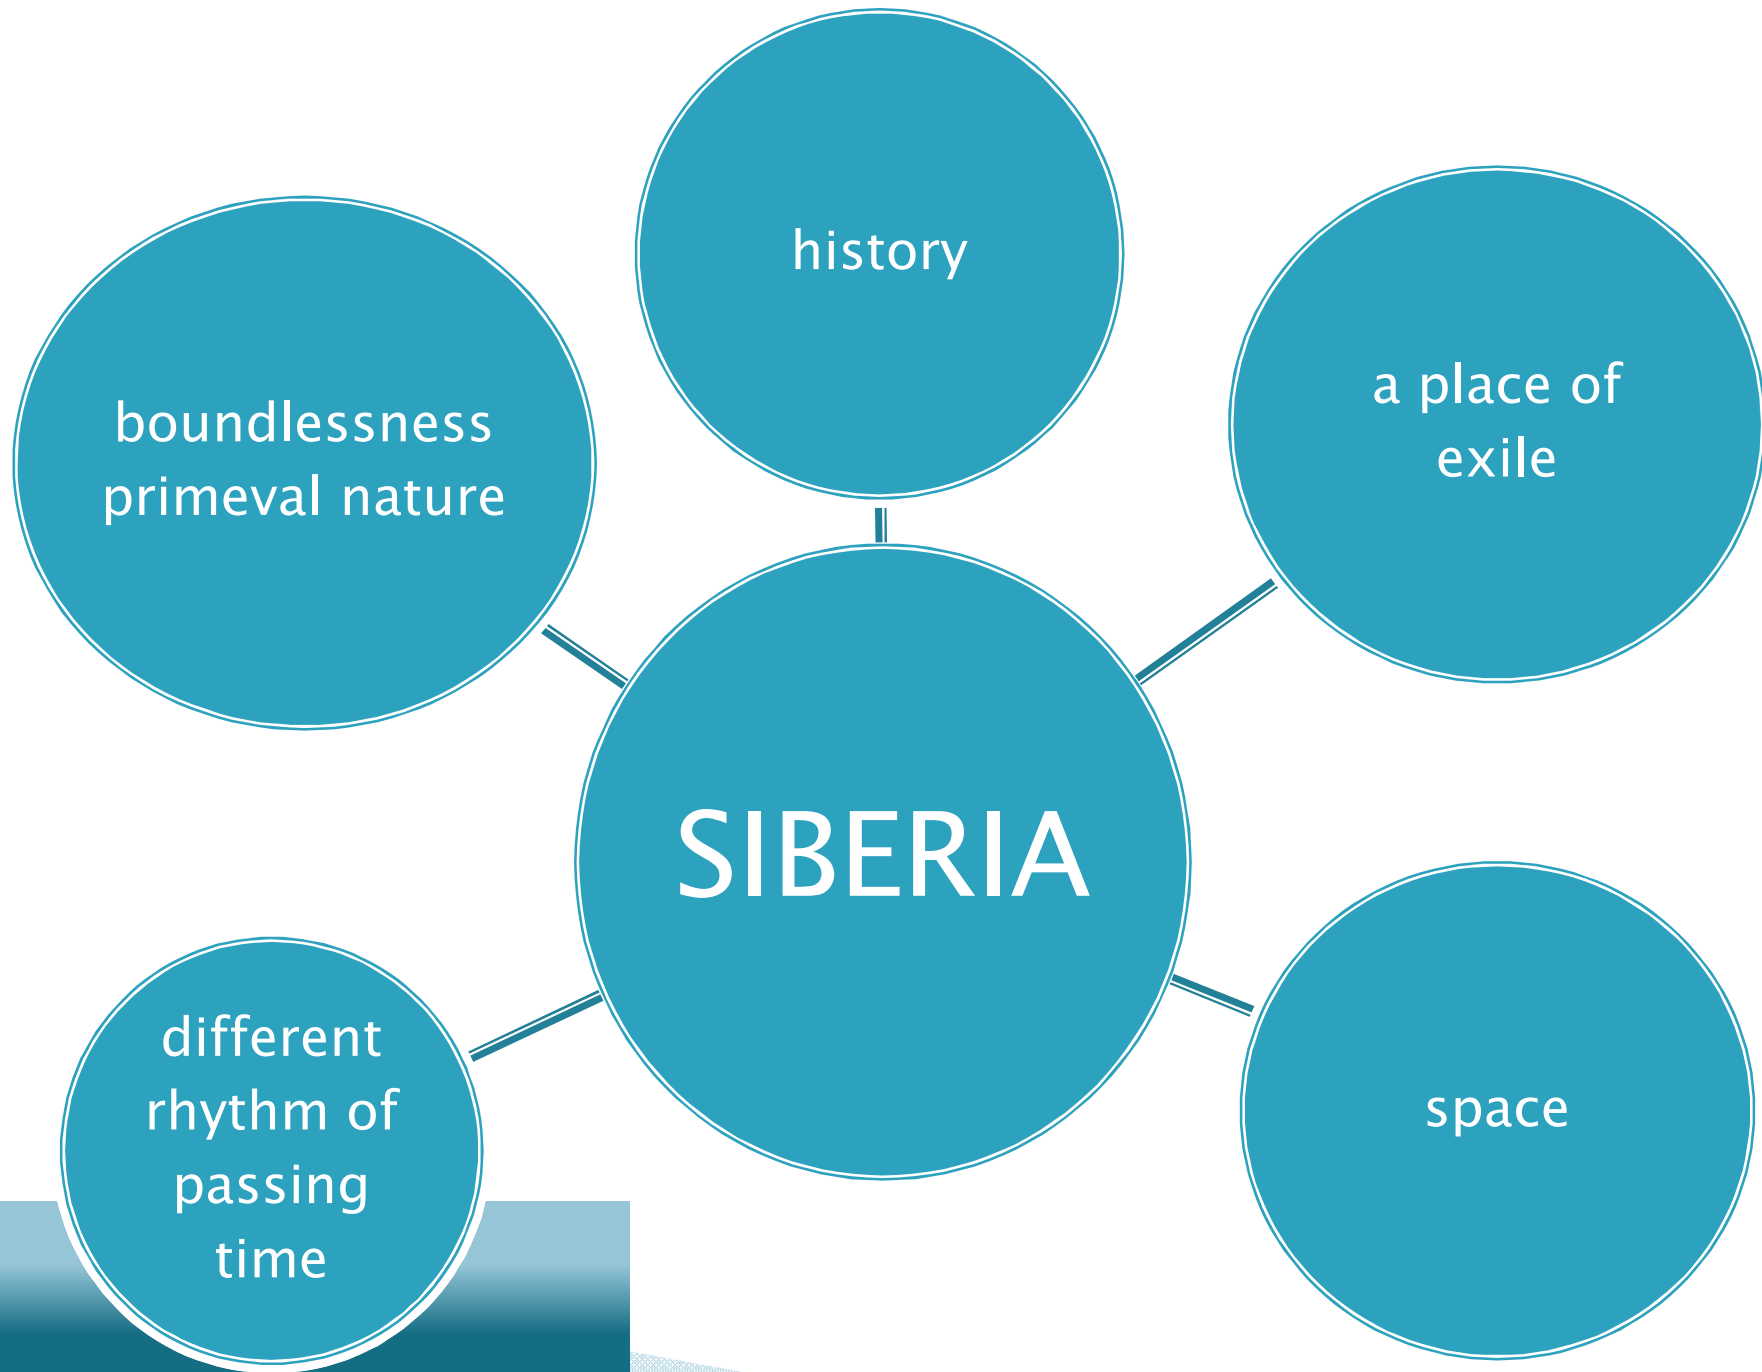 history
boundlessness
primeval nature
a place of
exile
SIBERIA
different
rhythm of
passing
time
space